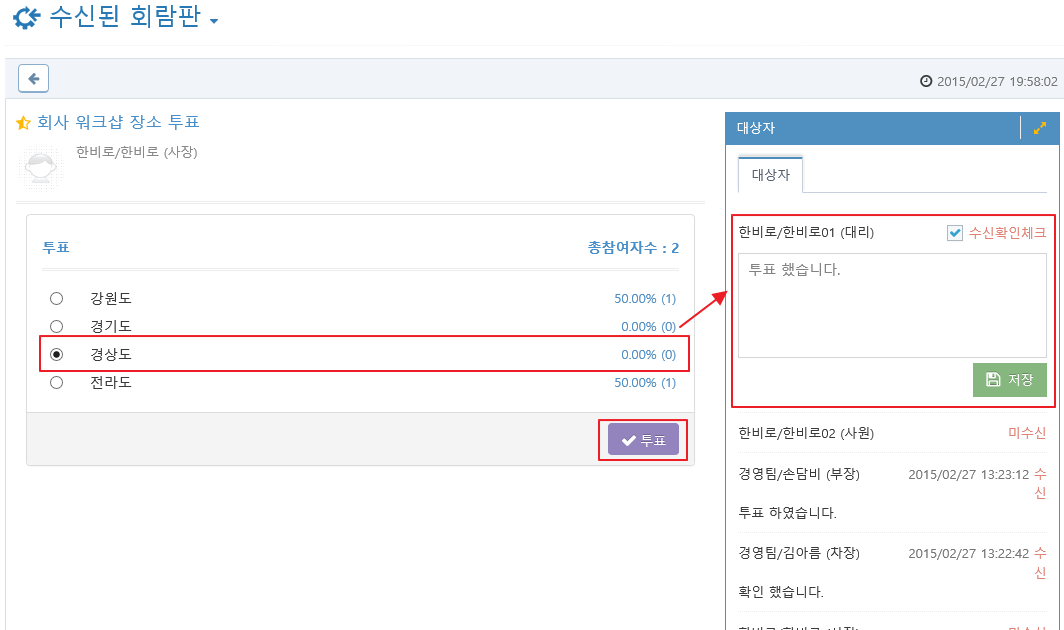 수신된 회람판
2015/02/27 19:58:02
회사 워크샵 장소 투표
한비로/한비로 (사장)
투표
총참여자수 : 2
강원도 50.00% (1)
경기도 0.00% (0)
경상도 0.00% (0)
전라도 50.00% (1)
투표
대상자
대상자
한비로/한비로01 (대리) 수신확인체크
투표 했습니다.
저장
한비로/한비로02 (사원) 미수신
경영팀/손담비 (부장) 2015/02/27 13:23:12 수
신
투표 하였습니다.
경영팀/김아름 (차장) 2015/02/27 13:22:42 수
신
확인 했습니다.